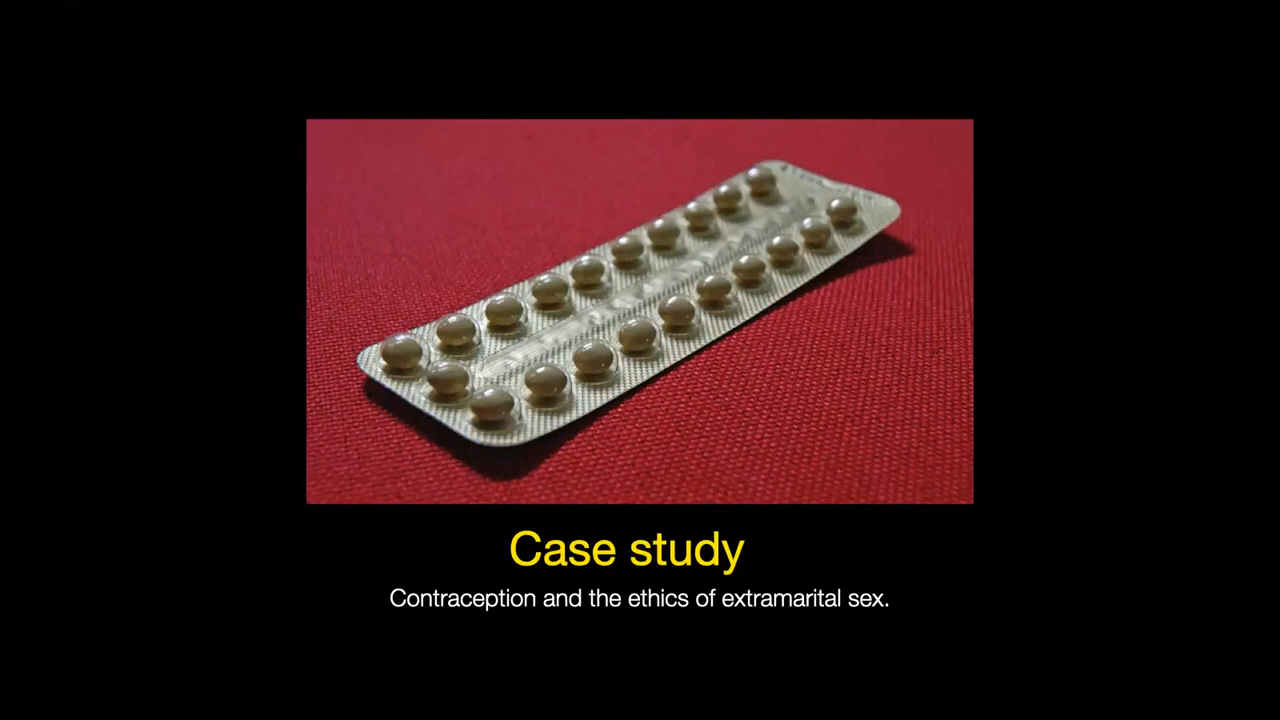 Case study
Contraception and the ethics of extramarital sex.